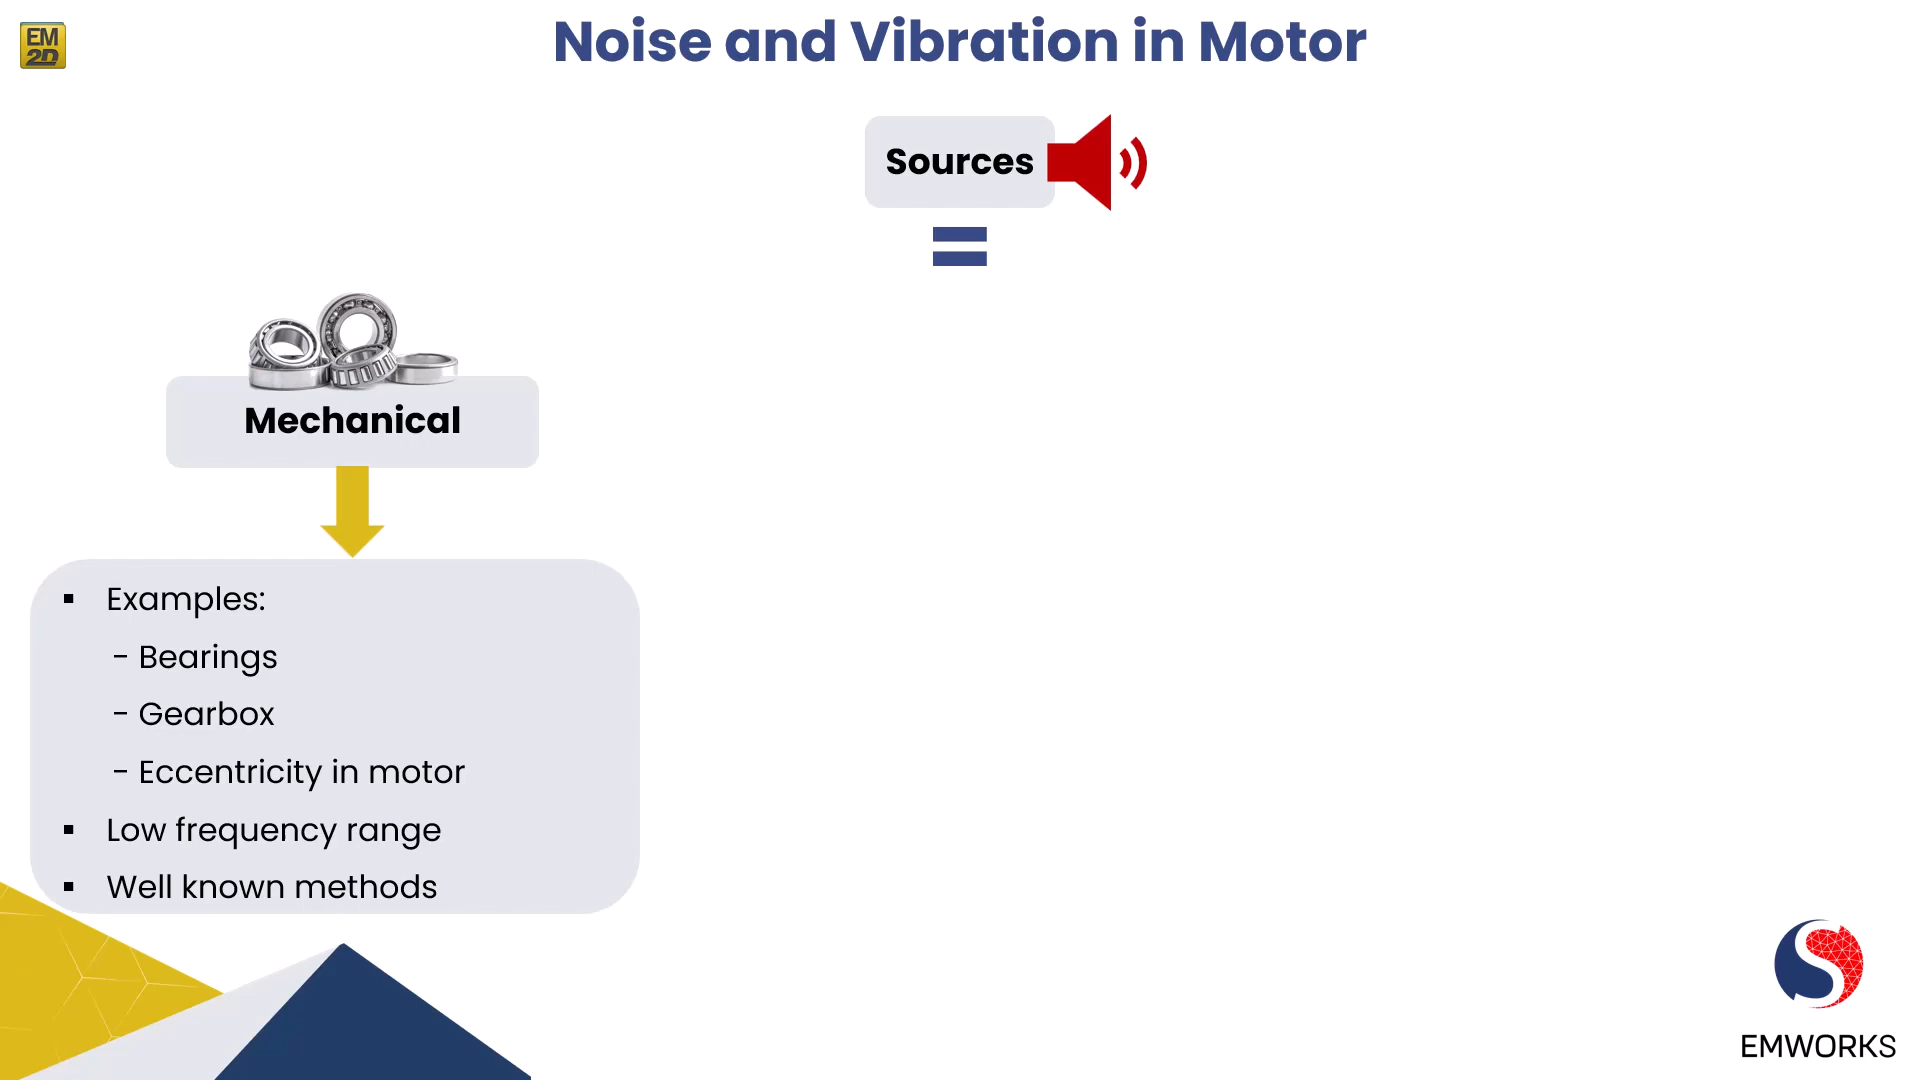 EM
2D
Noise and Vibration in Motor
Sources
Mechanical
▪ Examples:
- Bearings
- Gearbox
- Eccentricity in motor
▪ Low frequency range
▪ Well known methods
EMWORKS